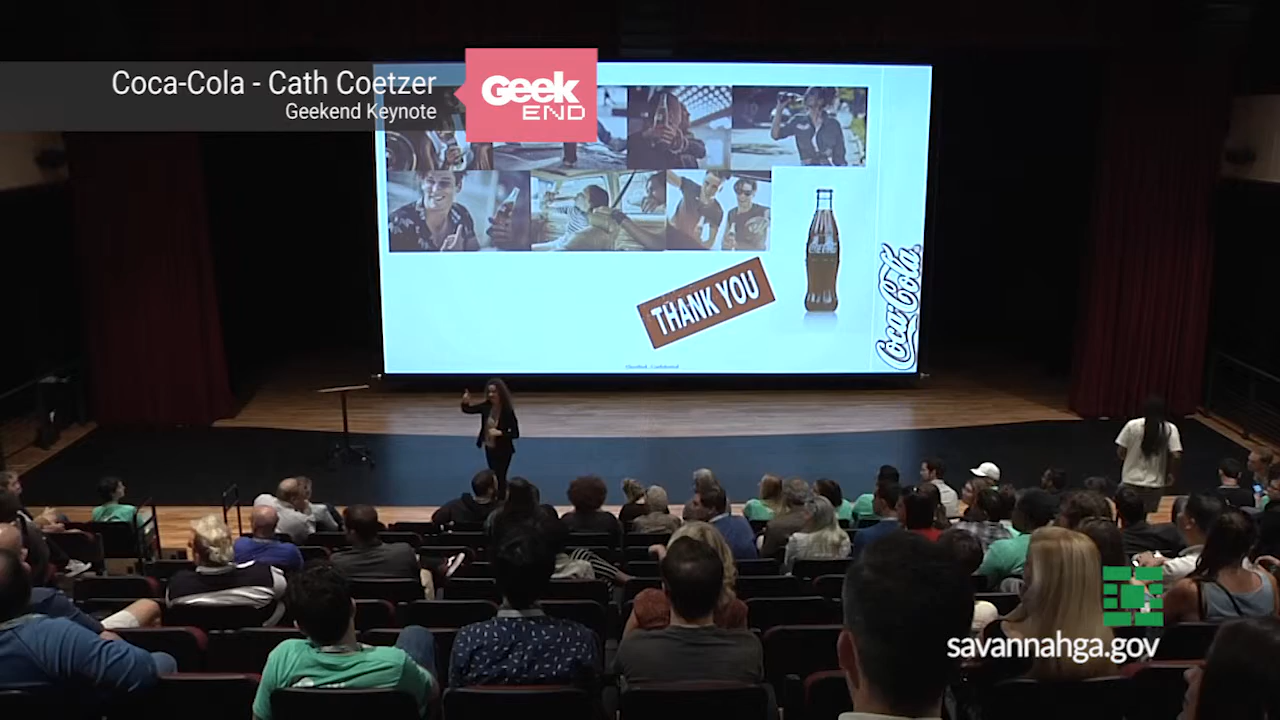 Coca-Cola - Cath Coetzer
Geekend Keynote
Geek
END
THANK YOU
Coca-Cola
savannahga.gov